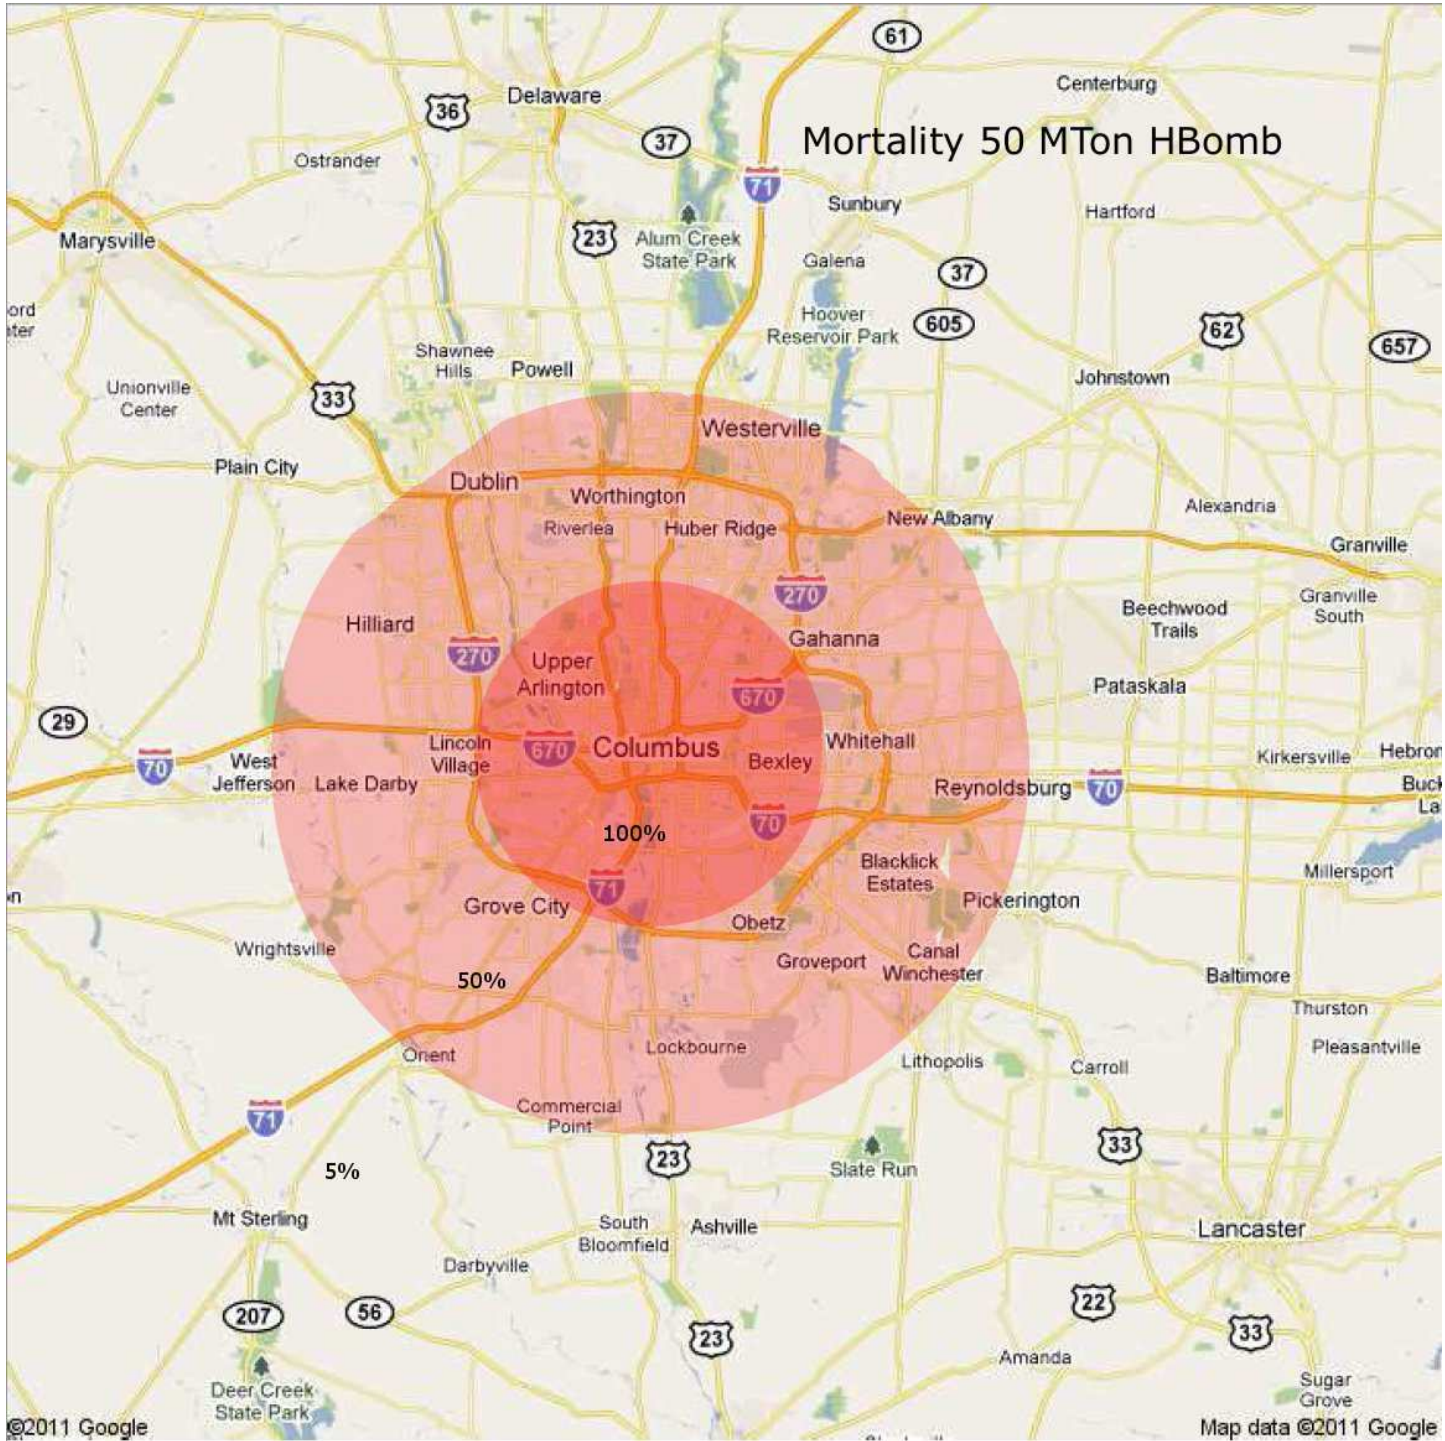 61
Centerburg
Delaware
36
37
Mortality 50 MTon HBomb
Ostrander
71
Sunbury
Hartford
23
Alum Creek
State Park
Marysville
Galena
37
ord
nter
Hoover
Reservoir Park
605
62
657
Shawnee
Hills
Powell
Johnstown
Unionville
Center
33
Westerville
Plain City
Dublin
Worthington
Alexandria
Riverlea
Huber Ridge
New Albany
Granville
270
Granville
South
Beechwood
Trails
Hilliard
Gahanna
270
Upper
Arlington
670
Pataskala
29
Lincoln
Village
670
Columbus
Whitehall
Bexley
Kirkersville
Hebron
70
West
Jefferson
Lake Darby
Reynoldsburg
70
Buck
La
70
100%
Blacklick
Estates
Millersport
71
on
Grove City
Pickerington
Obetz
Wrightsville
Groveport
Canal
Winchester
50%
Baltimore
Thurston
Orient
Lockbourne
Pleasantville
Lithopolis
Carroll
Commercial
Point
71
33
23
5%
Slate Run
Mt Sterling
South
Bloomfield
Ashville
Lancaster
Darbyville
207
56
22
23
33
Amanda
Deer Creek
State Park
Sugar
Grove
©2011 Google
Map data ©2011 Google